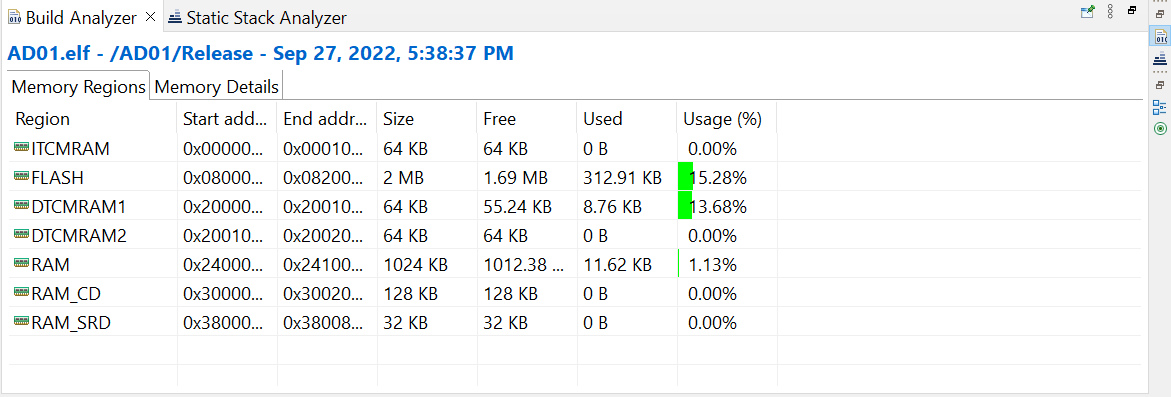 Build Analyzer Static Stack Analyzer
AD01.elf - /AD01/Release - Sep 27, 2022, 5:38:37 PM
Memory Regions Memory Details
Region Start add... End addr... Size Free Used Usage (%)
ITCMRAM 0x00000... 0x00010... 64 KB 64 KB 0 B 0.00%
FLASH 0x08000... 0x08200... 2 MB 1.69 MB 312.91 KB 15.28%
DTCMRAM1 0x20000... 0x20010... 64 KB 55.24 KB 8.76 KB 13.68%
DTCMRAM2 0x20010... 0x20020... 64 KB 64 KB 0 B 0.00%
RAM 0x24000... 0x24100... 1024 KB 1012.38 ... 11.62 KB 1.13%
RAM_CD 0x30000... 0x30020... 128 KB 128 KB 0 B 0.00%
RAM_SRD 0x38000... 0x38008... 32 KB 32 KB 0 B 0.00%